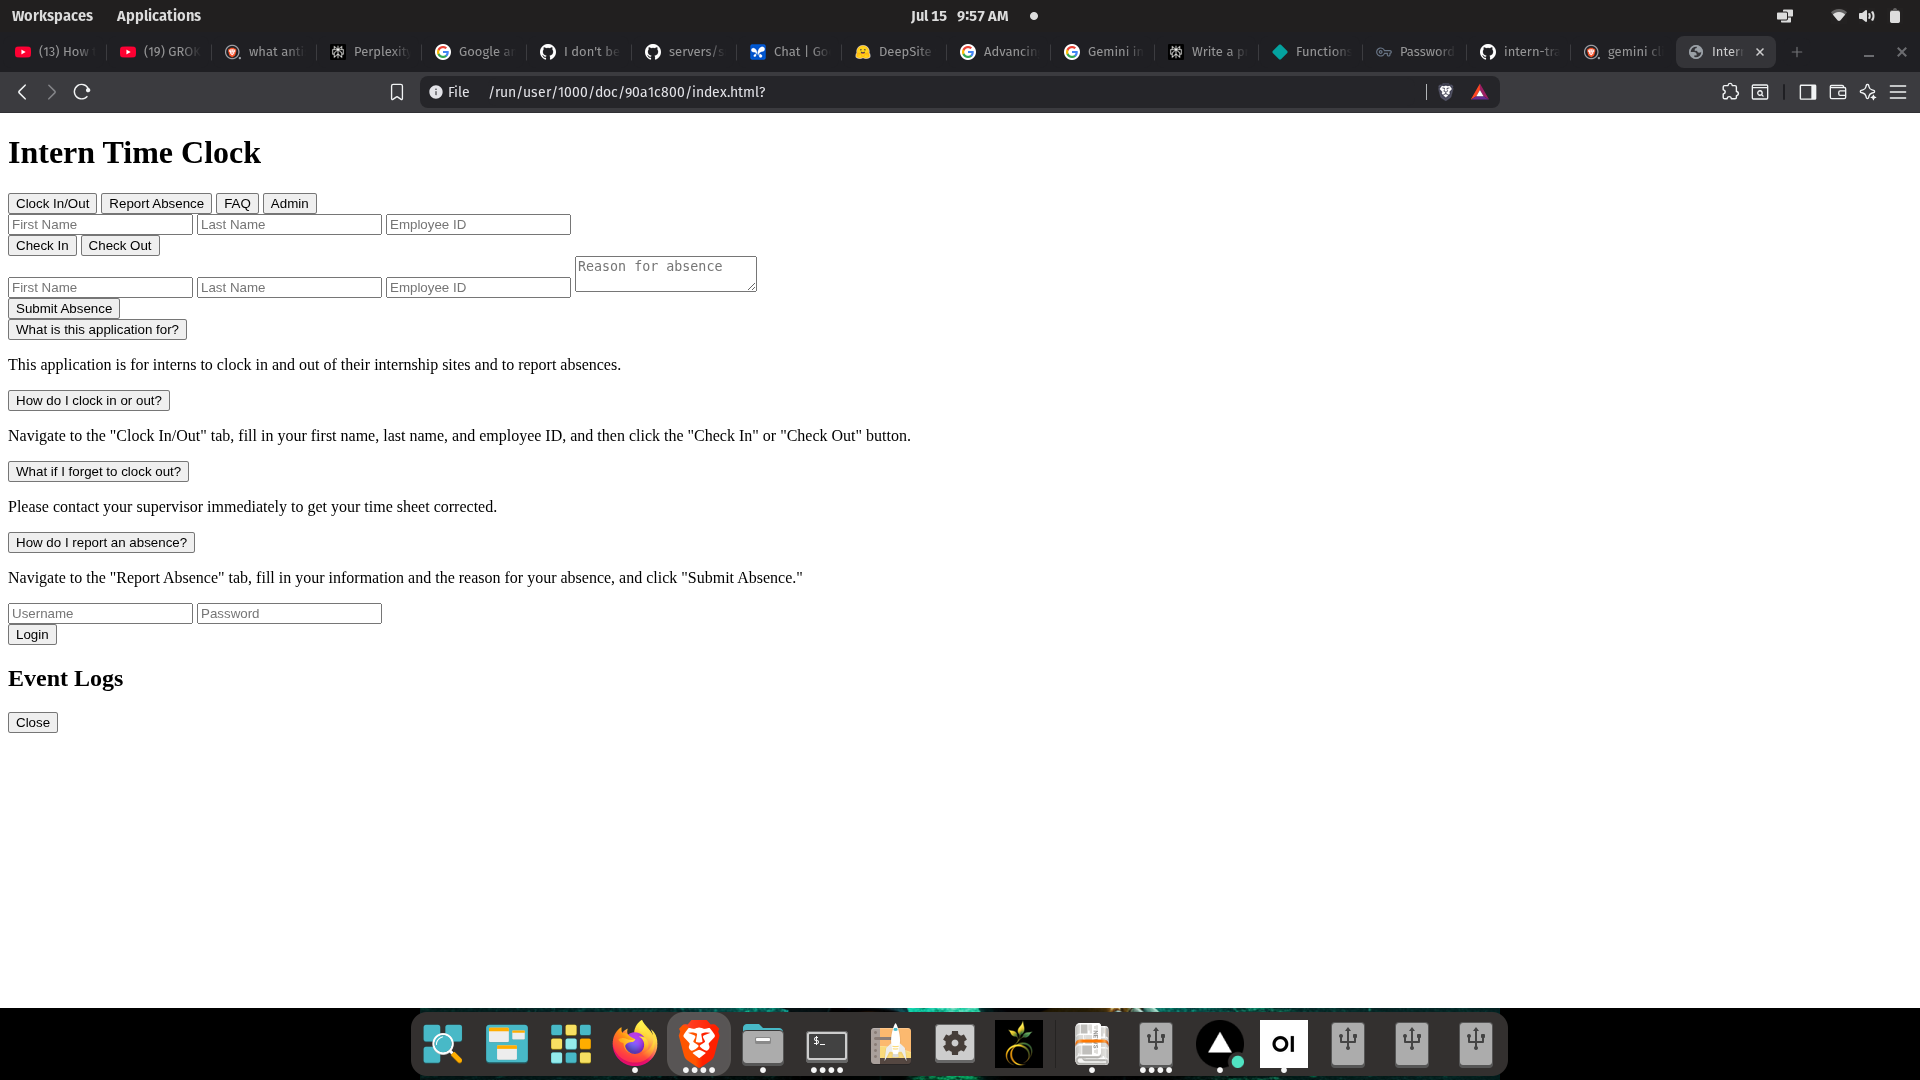 Workspaces Applications Jul 15 9:57 AM
(13) How (19) GROK what anti Perplexity Google ar I don't be servers/s Chat | Go DeepSite Advancin Gemini in Write a p Functions Password intern-tra gemini cl Inter
File /run/user/1000/doc/90a1c800/index.html?
Intern Time Clock
Clock In/Out Report Absence FAQ Admin
First Name Last Name Employee ID
Check In Check Out
Reason for absence
First Name Last Name Employee ID
Submit Absence
What is this application for?
This application is for interns to clock in and out of their internship sites and to report absences.
How do I clock in or out?
Navigate to the "Clock In/Out" tab, fill in your first name, last name, and employee ID, and then click the "Check In" or "Check Out" button.
What if I forget to clock out?
Please contact your supervisor immediately to get your time sheet corrected.
How do I report an absence?
Navigate to the "Report Absence" tab, fill in your information and the reason for your absence, and click "Submit Absence."
Username Password
Login
Event Logs
Close
$_ NEWS OI